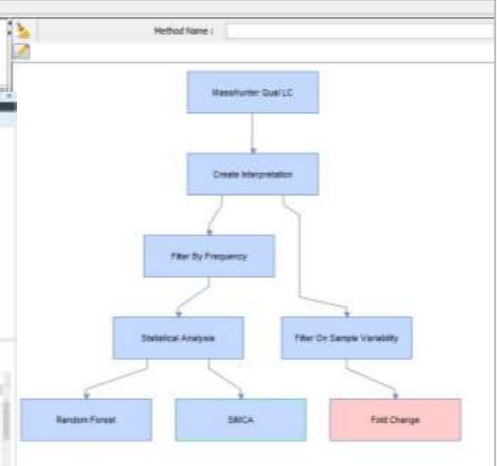 Method Name :
MassHunter Qual LC
Create Interpretation
Filter By Frequency
Statistical Analysis
Filter On Sample Variability
Random Forest
SIMCA
Fold Change